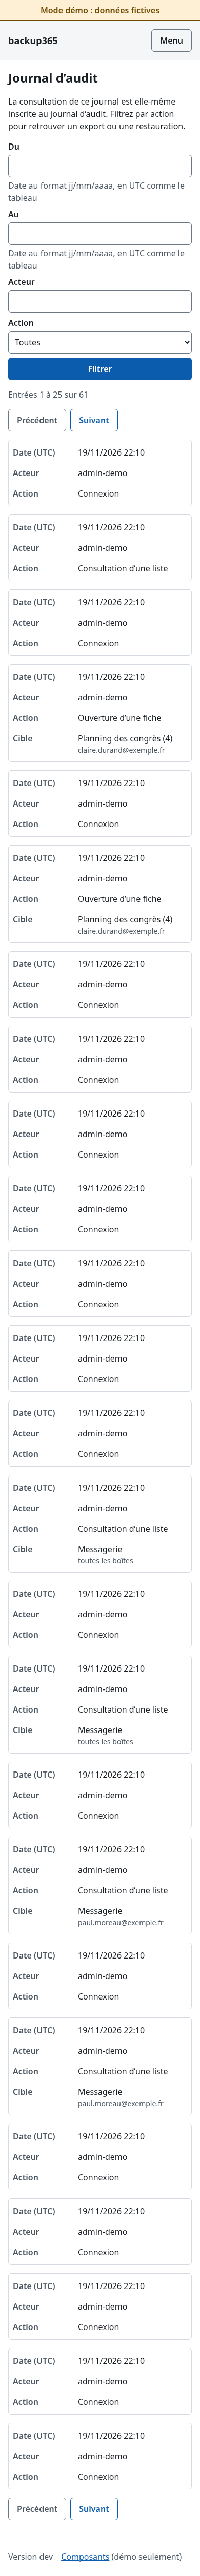 Mode démo : données fictives
backup365 Menu
Journal d’audit
La consultation de ce journal est elle-même
inscrite au journal d’audit. Filtrez par action
pour retrouver un export ou une restauration.
Du
Date au format jj/mm/aaaa, en UTC comme le
tableau
Au
Date au format jj/mm/aaaa, en UTC comme le
tableau
Acteur
Action
Toutes
Filtrer
Entrées 1 à 25 sur 61
Précédent Suivant
Date (UTC) 19/11/2026 22:10
Acteur admin-demo
Action Connexion
Date (UTC) 19/11/2026 22:10
Acteur admin-demo
Action Consultation d’une liste
Date (UTC) 19/11/2026 22:10
Acteur admin-demo
Action Connexion
Date (UTC) 19/11/2026 22:10
Acteur admin-demo
Action Ouverture d’une fiche
Cible Planning des congrès (4)
claire.durand@exemple.fr
Date (UTC) 19/11/2026 22:10
Acteur admin-demo
Action Connexion
Date (UTC) 19/11/2026 22:10
Acteur admin-demo
Action Ouverture d’une fiche
Cible Planning des congrès (4)
claire.durand@exemple.fr
Date (UTC) 19/11/2026 22:10
Acteur admin-demo
Action Connexion
Date (UTC) 19/11/2026 22:10
Acteur admin-demo
Action Connexion
Date (UTC) 19/11/2026 22:10
Acteur admin-demo
Action Connexion
Date (UTC) 19/11/2026 22:10
Acteur admin-demo
Action Connexion
Date (UTC) 19/11/2026 22:10
Acteur admin-demo
Action Connexion
Date (UTC) 19/11/2026 22:10
Acteur admin-demo
Action Connexion
Date (UTC) 19/11/2026 22:10
Acteur admin-demo
Action Connexion
Date (UTC) 19/11/2026 22:10
Acteur admin-demo
Action Consultation d’une liste
Cible Messagerie
toutes les boîtes
Date (UTC) 19/11/2026 22:10
Acteur admin-demo
Action Connexion
Date (UTC) 19/11/2026 22:10
Acteur admin-demo
Action Consultation d’une liste
Cible Messagerie
toutes les boîtes
Date (UTC) 19/11/2026 22:10
Acteur admin-demo
Action Connexion
Date (UTC) 19/11/2026 22:10
Acteur admin-demo
Action Consultation d’une liste
Cible Messagerie
paul.moreau@exemple.fr
Date (UTC) 19/11/2026 22:10
Acteur admin-demo
Action Connexion
Date (UTC) 19/11/2026 22:10
Acteur admin-demo
Action Consultation d’une liste
Cible Messagerie
paul.moreau@exemple.fr
Date (UTC) 19/11/2026 22:10
Acteur admin-demo
Action Connexion
Date (UTC) 19/11/2026 22:10
Acteur admin-demo
Action Connexion
Date (UTC) 19/11/2026 22:10
Acteur admin-demo
Action Connexion
Date (UTC) 19/11/2026 22:10
Acteur admin-demo
Action Connexion
Date (UTC) 19/11/2026 22:10
Acteur admin-demo
Action Connexion
Précédent Suivant
Version dev Composants (démo seulement)